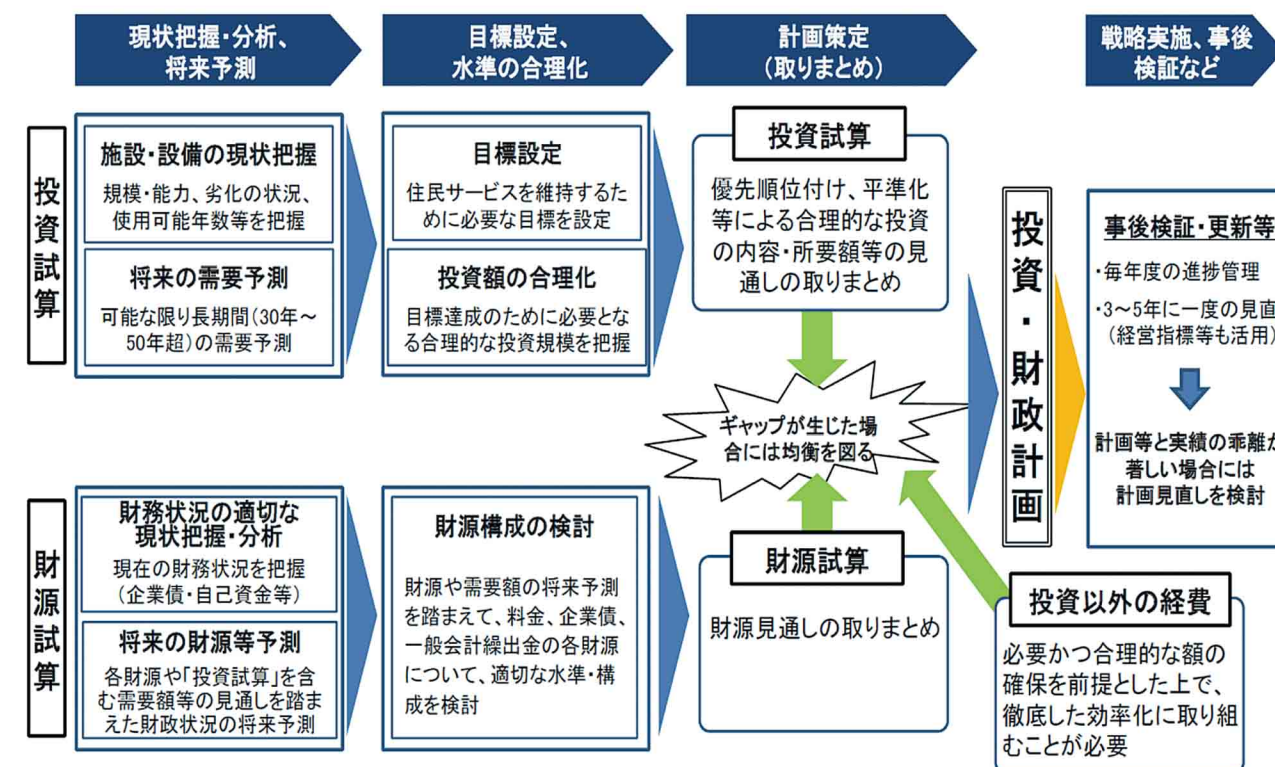 現状把握・分析、
将来予測
目標設定、
水準の合理化
計画策定
（取りまとめ）
戦略実施、事後
検証など
投資試算
施設・設備の現状把握
規模・能力、劣化の状況、
使用可能年数等を把握
将来の需要予測
可能な限り長期間（30年～
50年超）の需要予測
目標設定
住民サービスを維持するた
めに必要な目標を設定
投資額の合理化
目標達成のために必要とな
る合理的な投資規模を把握
投資試算
優先順位付け、平準化
等による合理的な投資
の内容・所要額等の見
通しの取りまとめ
ギャップが生じた場
合には均衡を図る
財源試算
財務状況の適切な
現状把握・分析
現在の財務状況を把握
（企業債・自己資金等）
将来の財源等予測
各財源や「投資試算」を含
む需要額等の見通しを踏ま
えた財政状況の将来予測
財源構成の検討
財源や需要額の将来予測
を踏まえて、料金、企業債、
一般会計繰出金の各財源
について、適切な水準・構
成を検討
財源試算
財源見通しの取りまとめ
投資以外の経費
必要かつ合理的な額の
確保を前提とした上で、
徹底した効率化に取り組
むことが必要
投資・財政計画
事後検証・更新等
・毎年度の進捗管理
・3～5年に一度の見直
（経営指標等も活用）
計画等と実績の乖離が
著しい場合には
計画見直しを検討